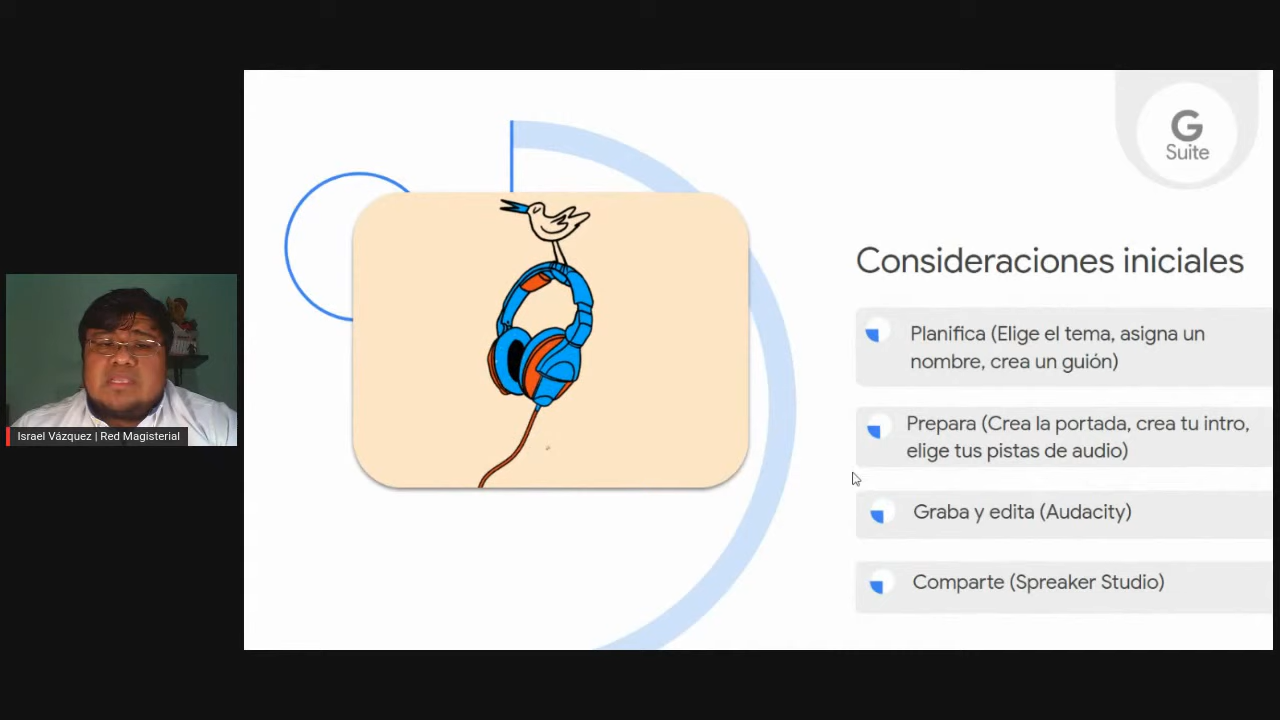 G
Suite
Consideraciones iniciales
Planifica (Elige el tema, asigna un
nombre, crea un guión)
Prepara (Crea la portada, crea tu intro,
elige tus pistas de audio)
Graba y edita (Audacity)
Comparte (Spreaker Studio)
Israel Vázquez | Red Magisterial